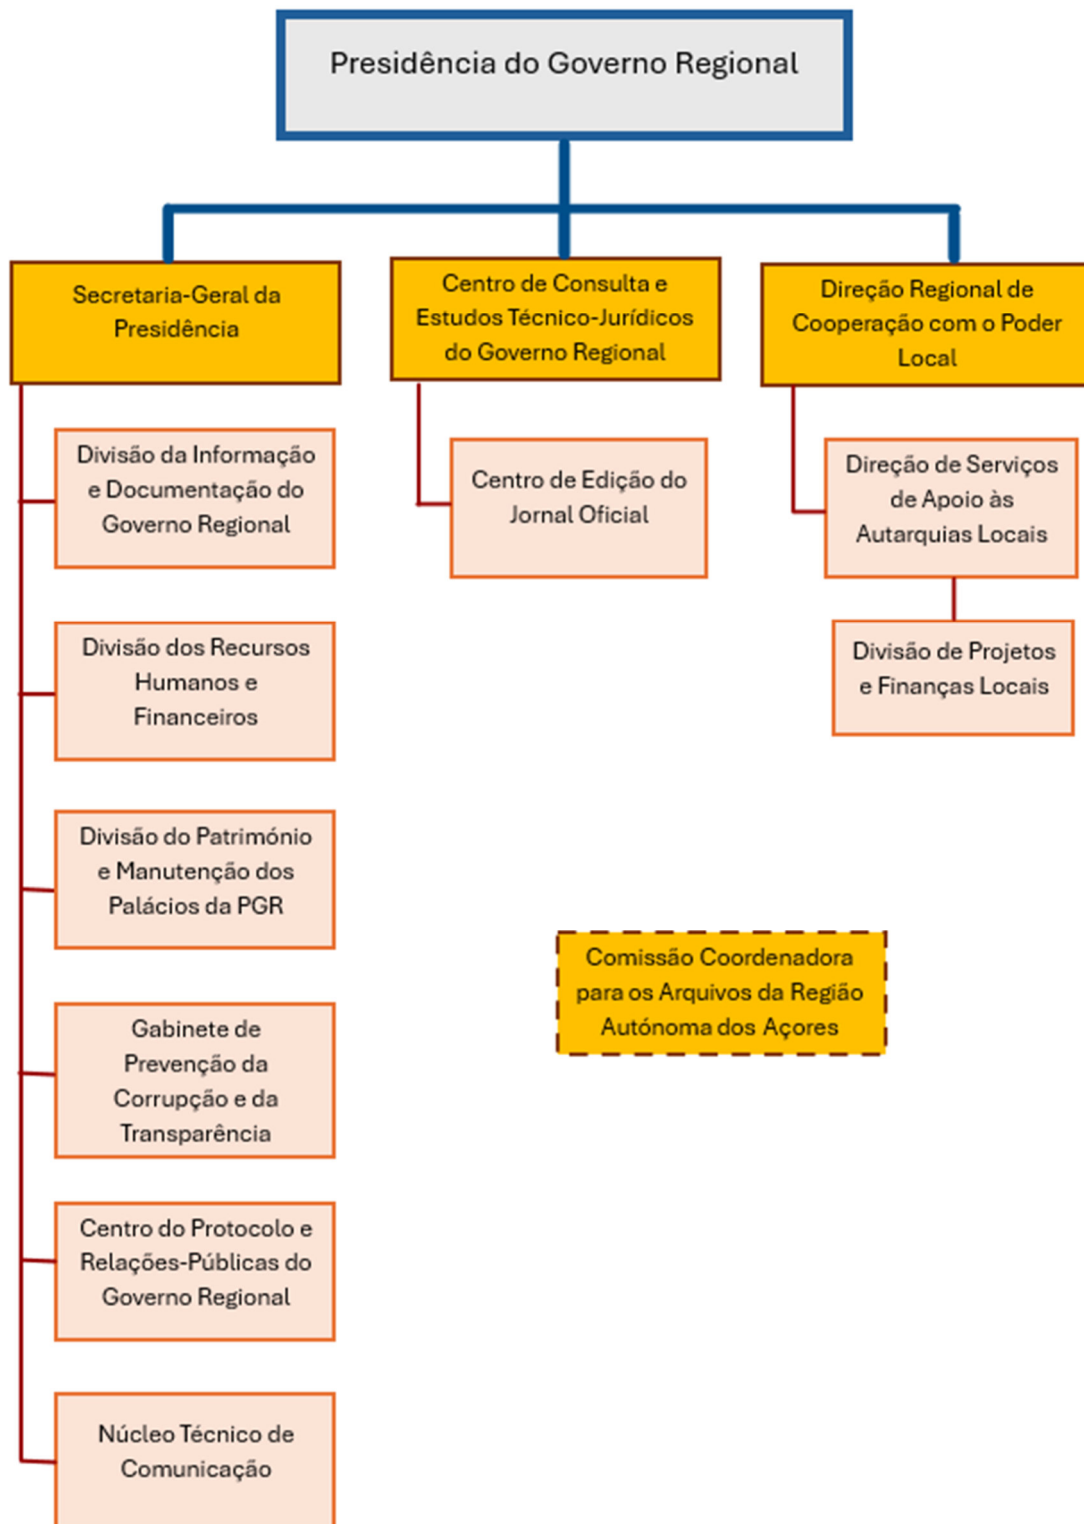 Presidência do Governo Regional
Secretaria-Geral da
Presidência
Centro de Consulta e
Estudos Técnico-Jurídicos
do Governo Regional
Direção Regional de
Cooperação com o Poder
Local
Divisão da Informação
e Documentação do
Governo Regional
Divisão dos Recursos
Humanos e
Financeiros
Divisão do Património
e Manutenção dos
Palácios da PGR
Gabinete de
Prevenção da
Corrupção e da
Transparência
Centro do Protocolo e
Relações-Públicas do
Governo Regional
Núcleo Técnico de
Comunicação
Centro de Edição do
Jornal Oficial
Direção de Serviços
de Apoio às
Autarquias Locais
Divisão de Projetos
e Finanças Locais
Comissão Coordenadora
para os Arquivos da Região
Autónoma dos Açores